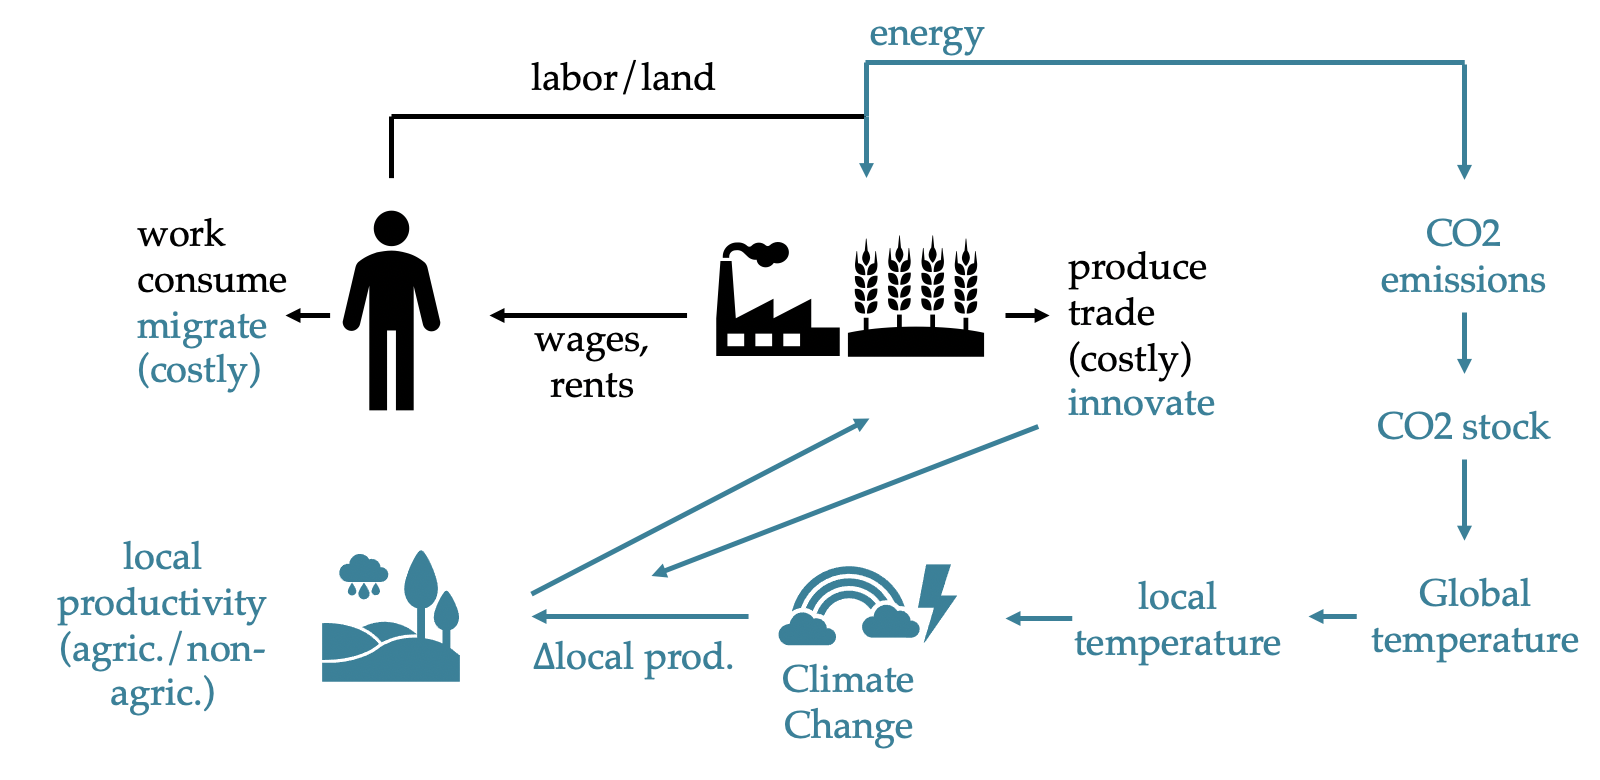 energy
labor/land
work
consume
migrate
(costly)
wages,
rents
produce
trade
(costly)
innovate
CO2
emissions
CO2 stock
Global
temperature
local
temperature
Climate
Change
Δlocal prod.
local
productivity
(agric./non-
agric.)